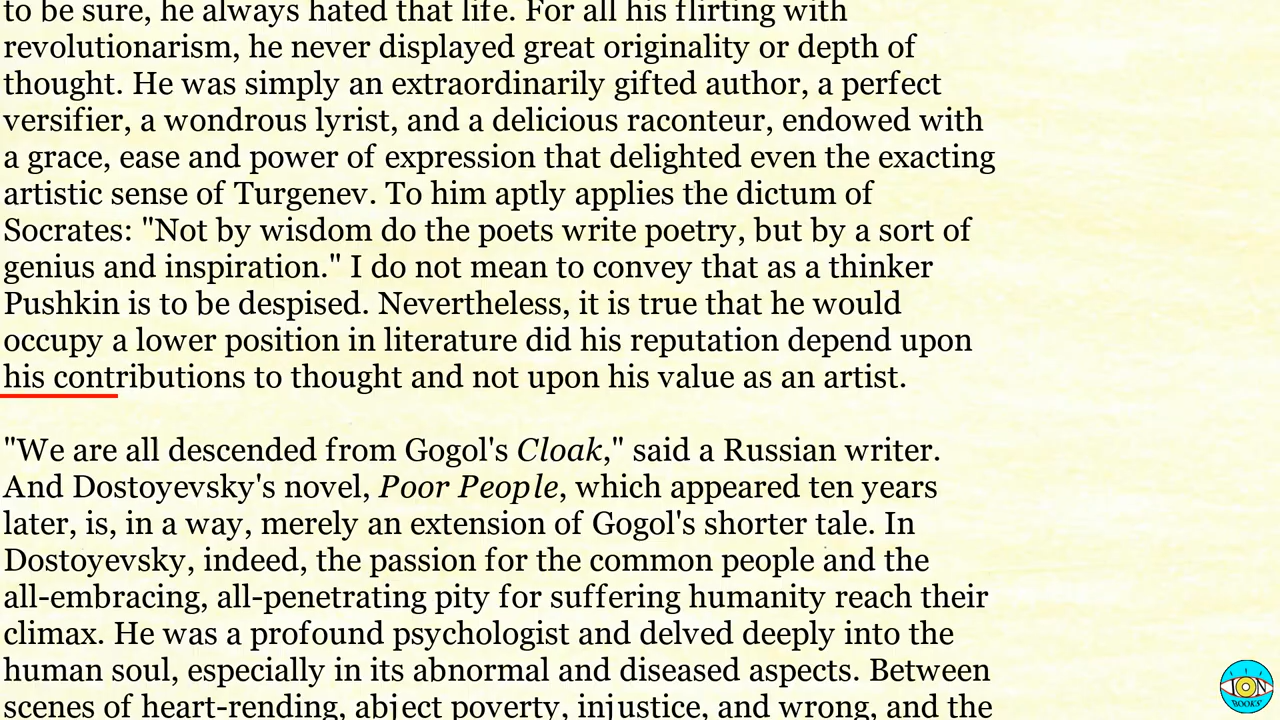 to be sure, he always hated that life. For all his flirting with
revolutionarism, he never displayed great originality or depth of
thought. He was simply an extraordinarily gifted author, a perfect
versifier, a wondrous lyrist, and a delicious raconteur, endowed with
a grace, ease and power of expression that delighted even the exacting
artistic sense of Turgenev. To him aptly applies the dictum of
Socrates: "Not by wisdom do the poets write poetry, but by a sort of
genius and inspiration." I do not mean to convey that as a thinker
Pushkin is to be despised. Nevertheless, it is true that he would
occupy a lower position in literature did his reputation depend upon
his contributions to thought and not upon his value as an artist.
"We are all descended from Gogol's Cloak," said a Russian writer.
And Dostoyevsky's novel, Poor People, which appeared ten years
later, is, in a way, merely an extension of Gogol's shorter tale. In
Dostoyevsky, indeed, the passion for the common people and the
all-embracing, all-penetrating pity for suffering humanity reach their
climax. He was a profound psychologist and delved deeply into the
human soul, especially in its abnormal and diseased aspects. Between
scenes of heart-rending, abject poverty, injustice, and wrong, and the
ION
BOOKS